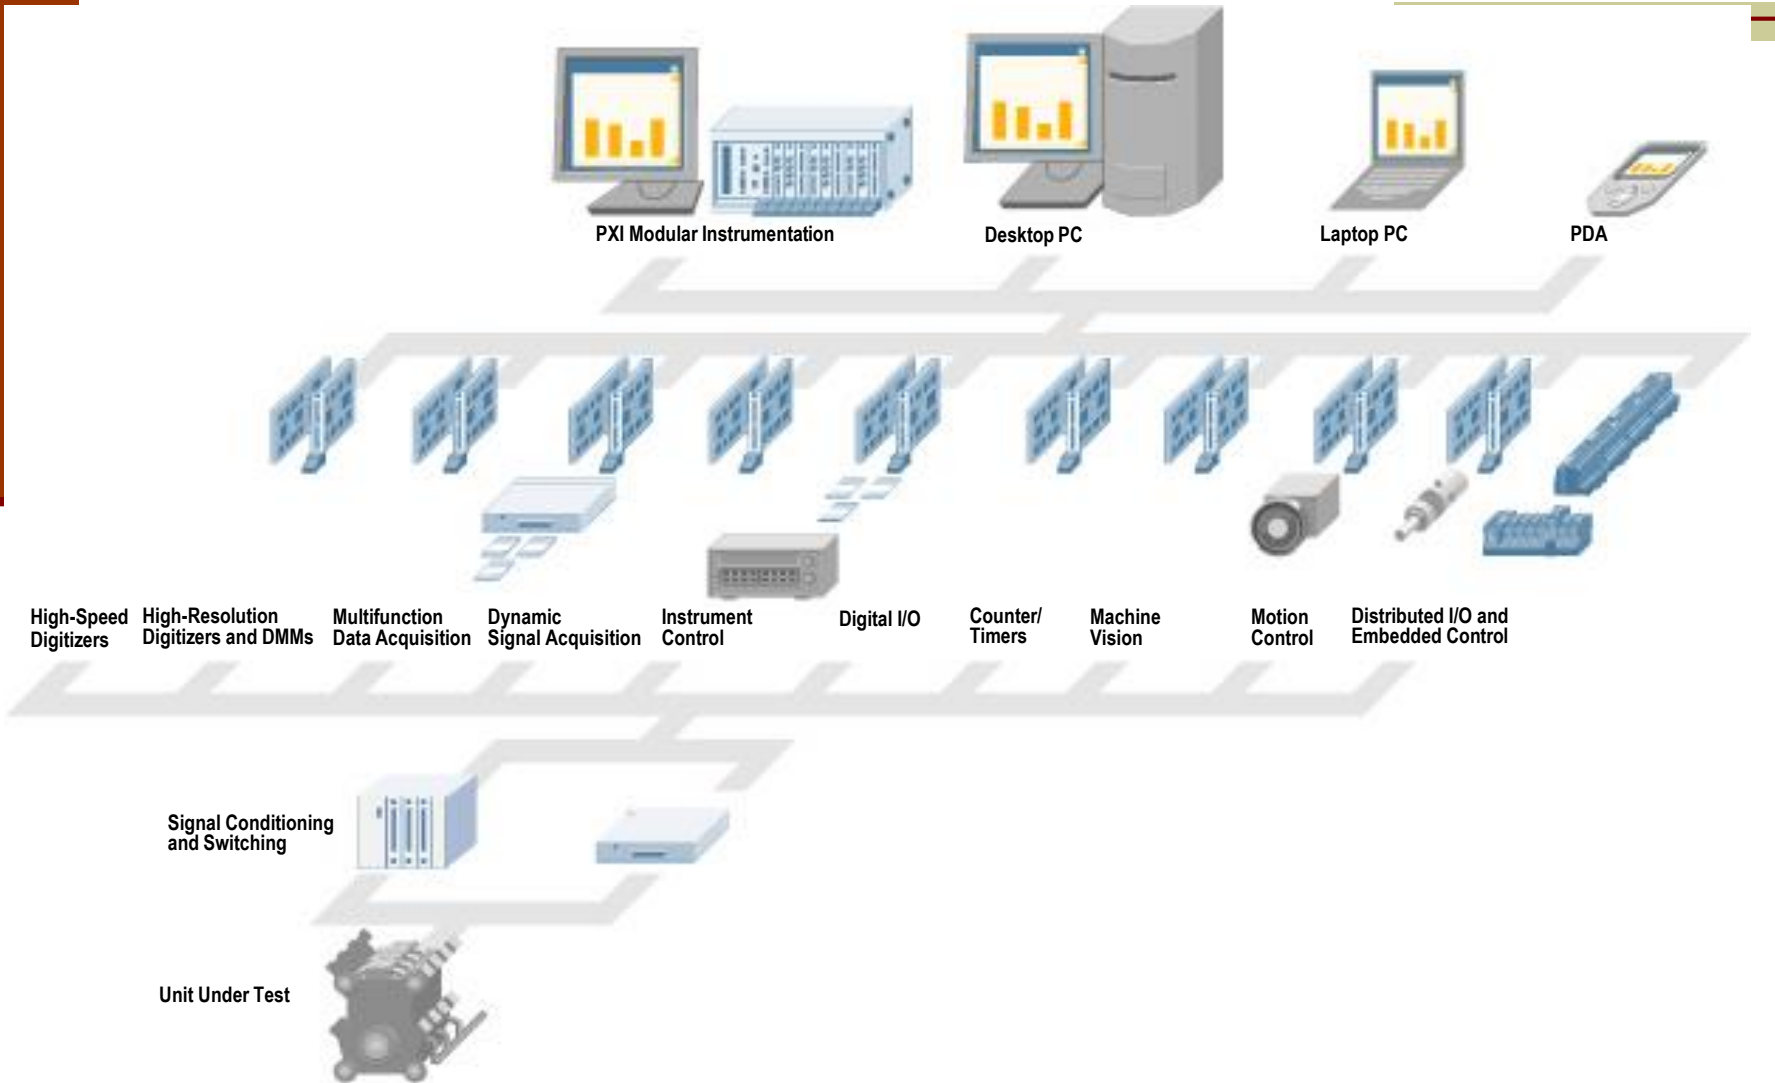 PXI Modular Instrumentation
Desktop PC
Laptop PC
PDA
High-Speed
Digitizers
High-Resolution
Digitizers and DMMs
Multifunction
Data Acquisition
Dynamic
Signal Acquisition
Instrument
Control
Digital I/O
Counter/
Timers
Machine
Vision
Motion
Control
Distributed I/O and
Embedded Control
Signal Conditioning
and Switching
Unit Under Test